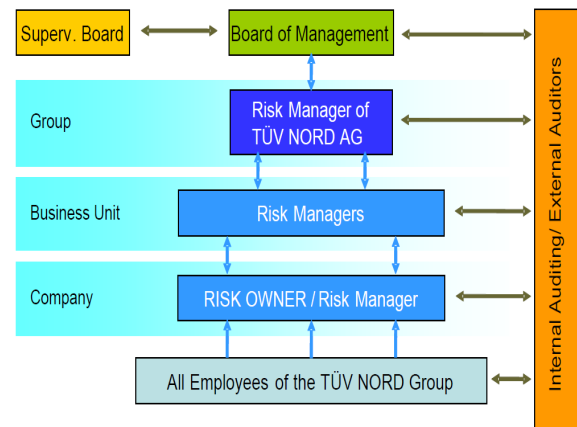 Superv. Board
Board of Management
Group
Risk Manager of
TÜV NORD AG
Business Unit
Risk Managers
Company
RISK OWNER / Risk Manager
All Employees of the TÜV NORD Group
Internal Auditing/ External Auditors